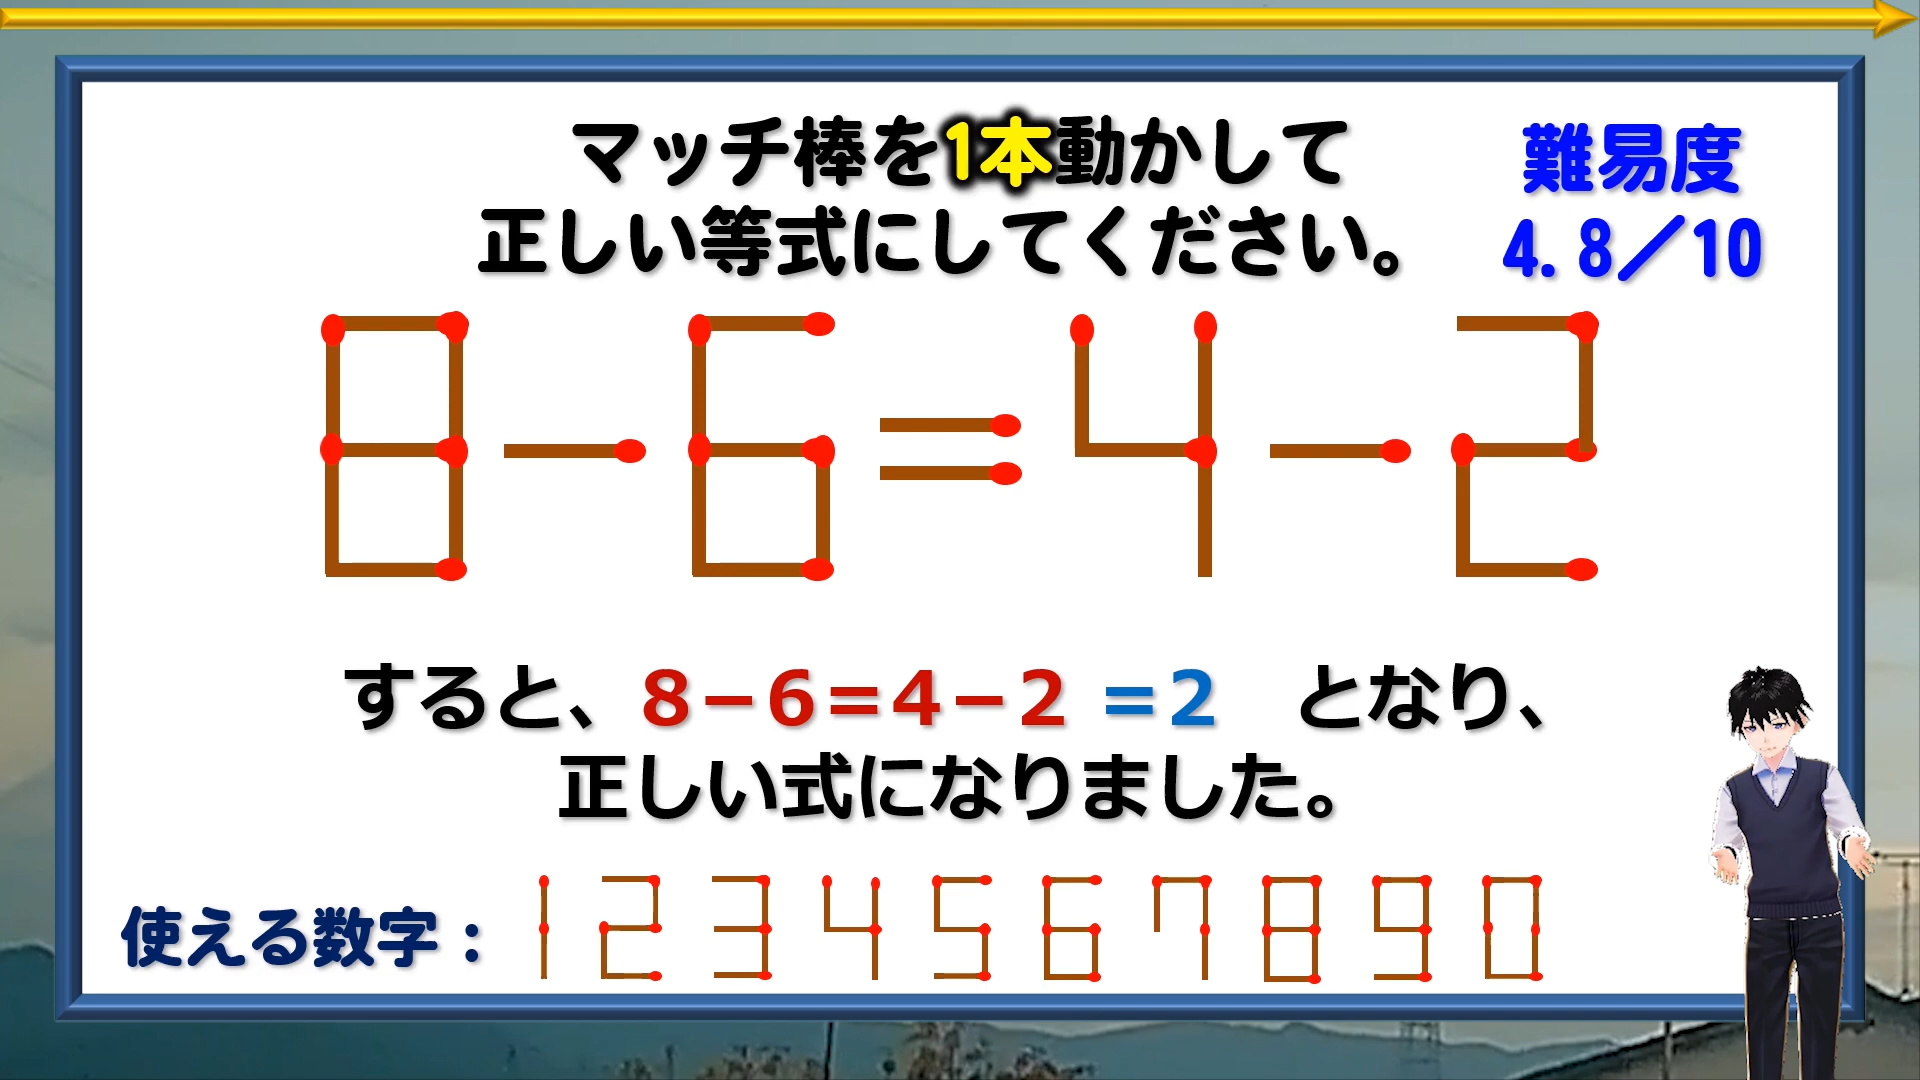 マッチ棒を1本動かして
正しい等式にしてください。
難易度
4.8／10
8−6=4−2
すると、8−6=4−2 =2 となり、
正しい式になりました。
使える数字： 1 2 3 4 5 6 7 8 9 0